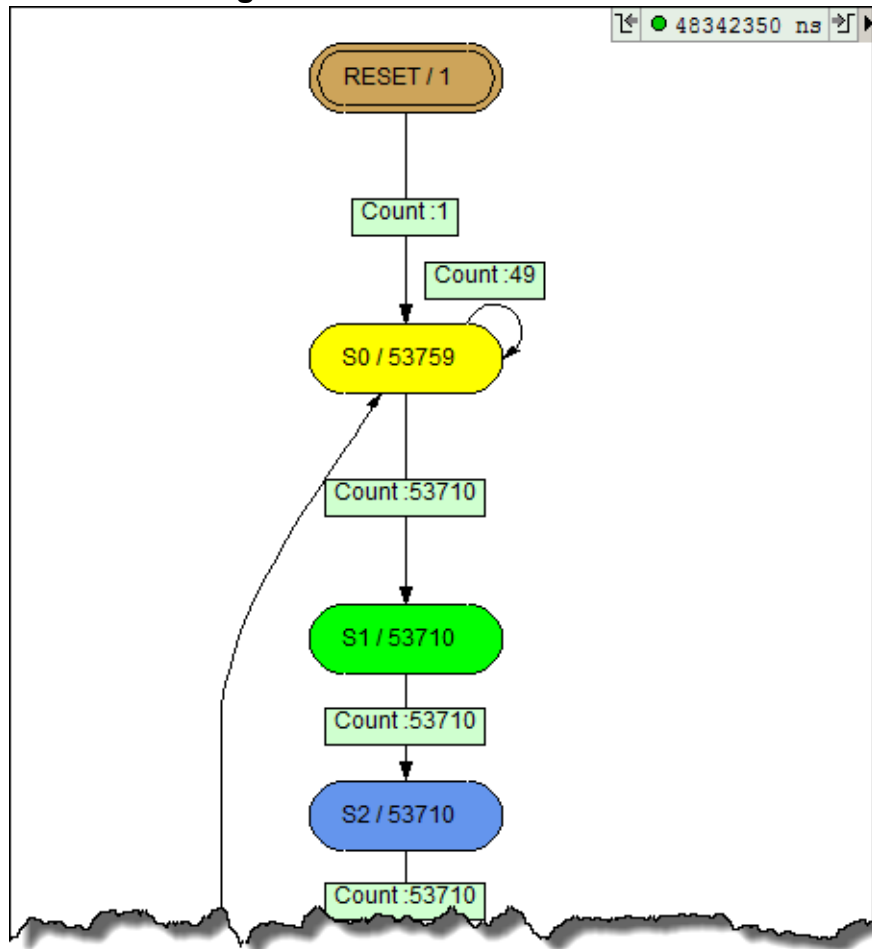 48342350 ns
RESET / 1
Count :1
Count :49
S0 / 53759
Count :53710
S1 / 53710
Count :53710
S2 / 53710
Count :53710